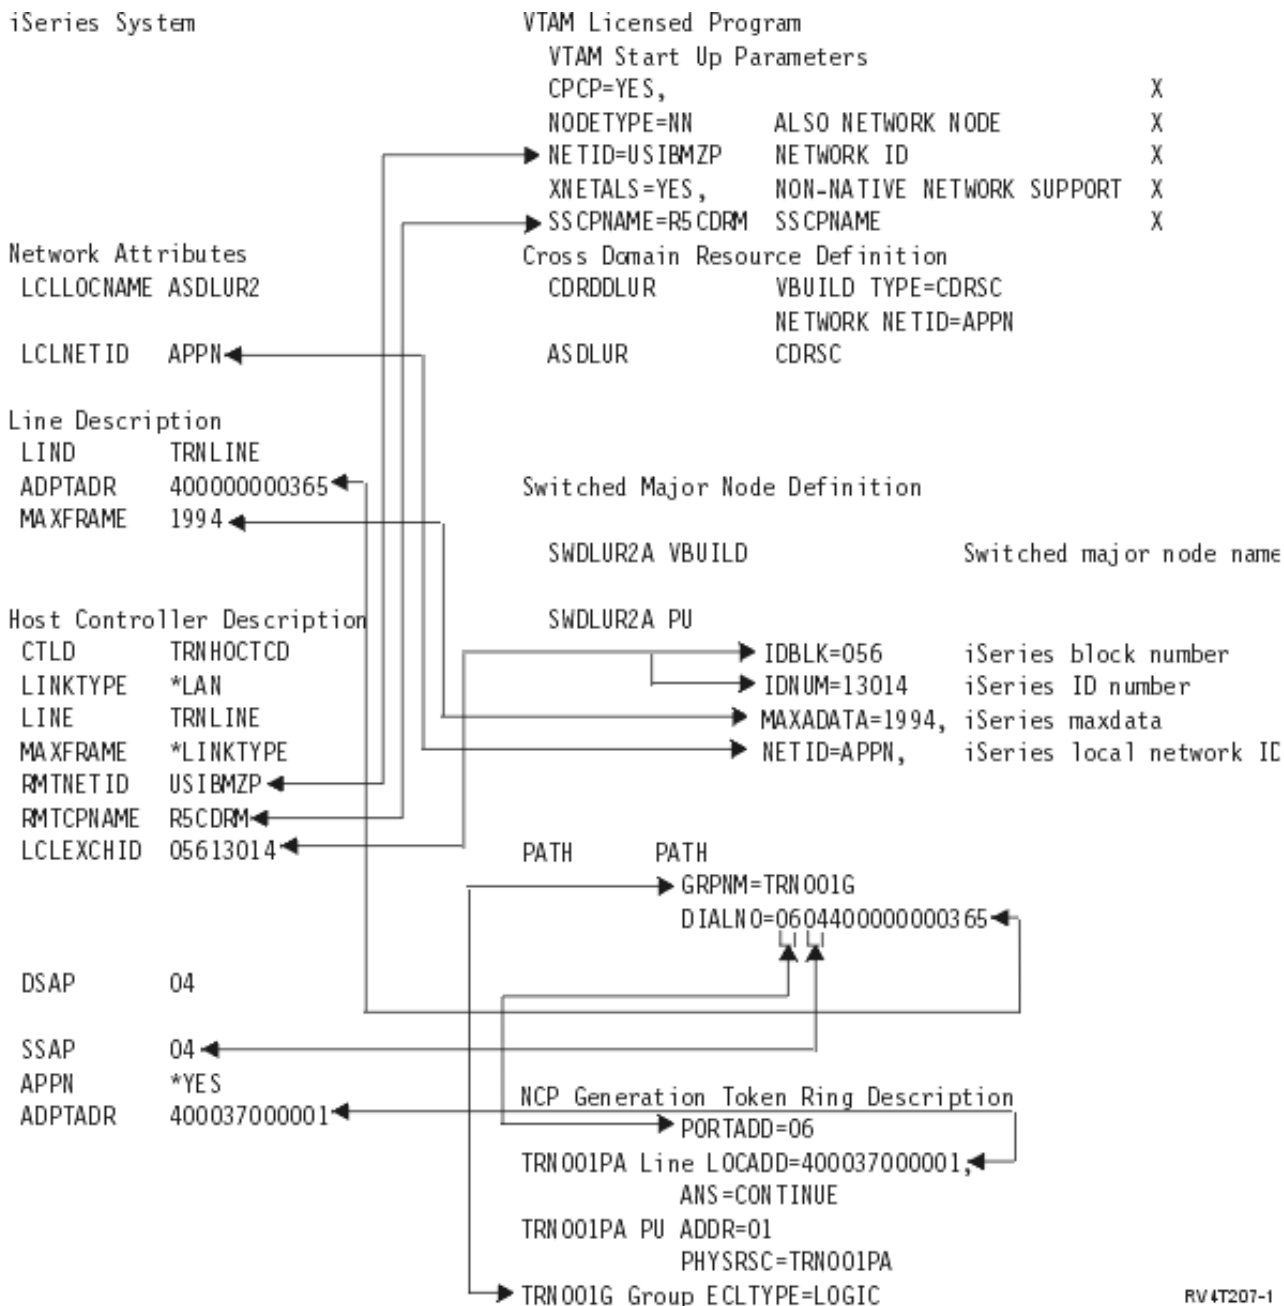 iSeries System VTAM Licensed Program
VTAM Start Up Parameters
CPCP=YES, X
NODETYPE=NN ALSO NETWORK NODE X
NETID=USIBMZP NETWORK ID X
XNETALS=YES, NON-NATIVE NETWORK SUPPORT X
SSCPNAME=R5CDRM SSCPNAME X
Network Attributes Cross Domain Resource Definition
LCLLOCNAME ASDLUR2 CDRDDLUR VBUILD TYPE=CDRSC
NETWORK NETID=APPN
LCLNETID APPN ASDLUR CDRSC
Line Description
LIND TRNLINE
ADPTADR 400000000365 Switched Major Node Definition
MAXFRAME 1994
SWDLUR2A VBUILD Switched major node name
Host Controller Description SWDLUR2A PU
CTLD TRNHOCTCD IDBLK=056 iSeries block number
LINKTYPE *LAN IDNUM=13014 iSeries ID number
LINE TRNLINE MAXADATA=1994, iSeries maxdata
MAXFRAME *LINKTYPE NETID=APPN, iSeries local network ID
RMTNETID USIBMZP
RMTCPNAME R5CDRM
LCLEXCHID 05613014 PATH PATH
GRPNM=TRN001G
DIALNO=0604400000000365
DSAP 04
SSAP 04
APPN *YES NCP Generation Token Ring Description
ADPTADR 400037000001 PORTADD=06
TRN001PA Line LOCADD=400037000001,
ANS=CONTINUE
TRN001PA PU ADDR=01
PHYSRSC=TRN001PA
TRN001G Group ECLTYPE=LOGIC
RV4T207-1